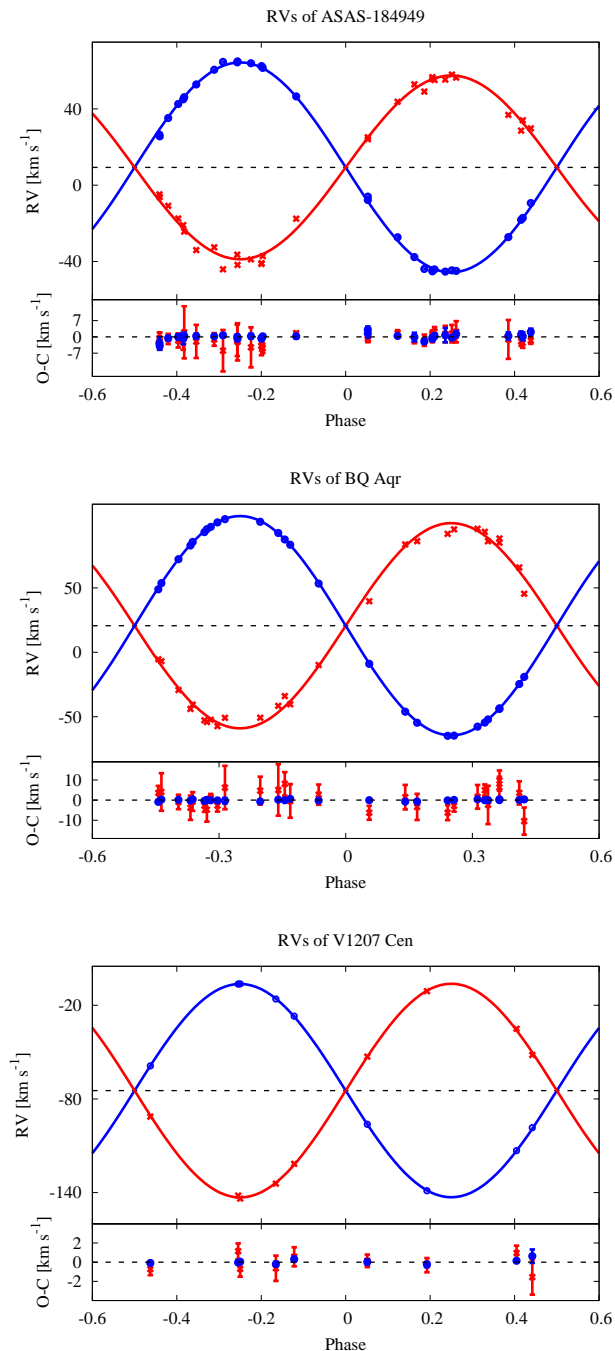 RVs of ASAS-184949
RV [km s-1]
40
0
-40
O-C [km s-1]
7
0
-7
-0.6 -0.4 -0.2 0 0.2 0.4 0.6
Phase
RVs of BQ Aqr
RV [km s-1]
50
0
-50
O-C [km s-1]
10
0
-10
-0.6 -0.3 0 0.3 0.6
Phase
RVs of V1207 Cen
RV [km s-1]
-20
-80
-140
O-C [km s-1]
2
0
-2
-0.6 -0.4 -0.2 0 0.2 0.4 0.6
Phase